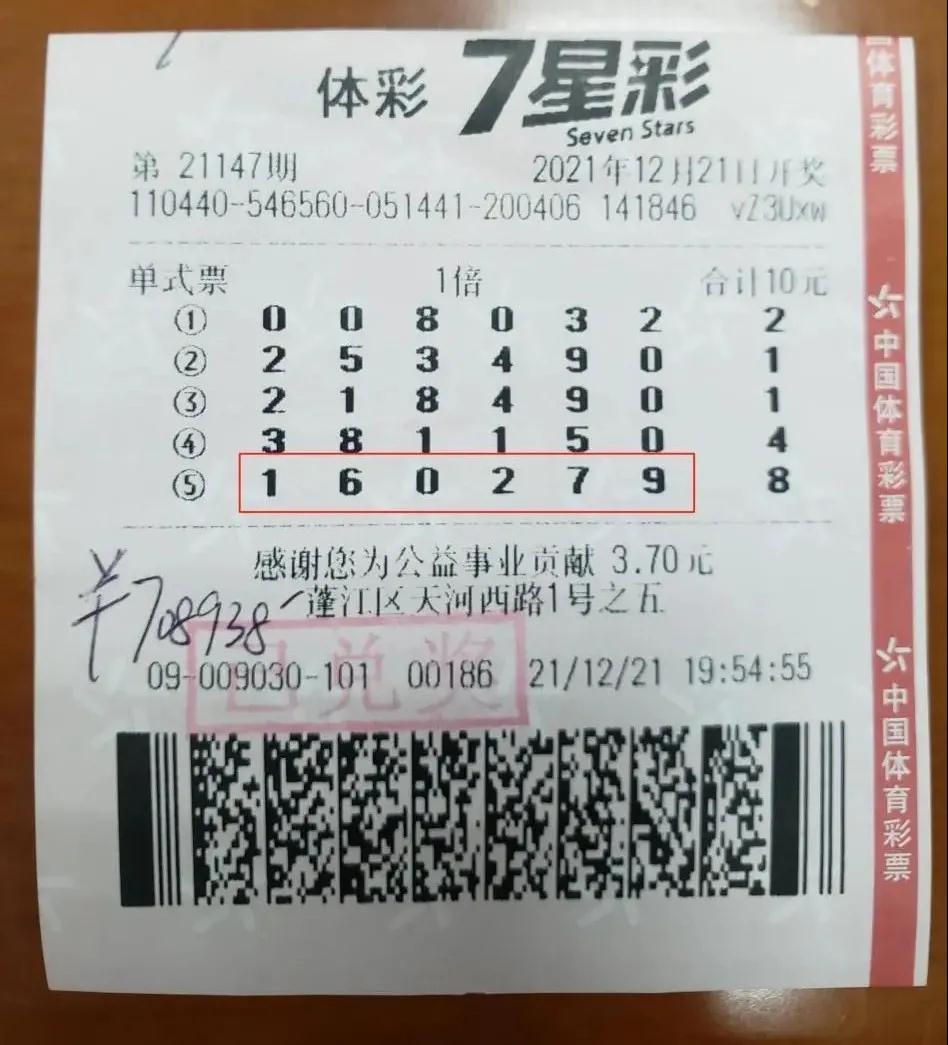 体彩 7星彩
Seven Stars
第 21147期 2021年12月21日开奖
110440-546560-051441-200406 141846 vZ3Uxw
单式票 1倍 合计10元
① 0 0 8 0 3 2 2
② 2 5 3 4 9 0 1
③ 2 1 8 4 9 0 1
④ 3 8 1 1 5 0 4
⑤ 1 6 0 2 7 9 8
感谢您为公益事业贡献 3.70元
蓬江区天河西路1号之五
¥708938
已兑奖
09-009030-101 00186 21/12/21 19:54:55
国体育彩票
中国体育彩票
中国体育彩票